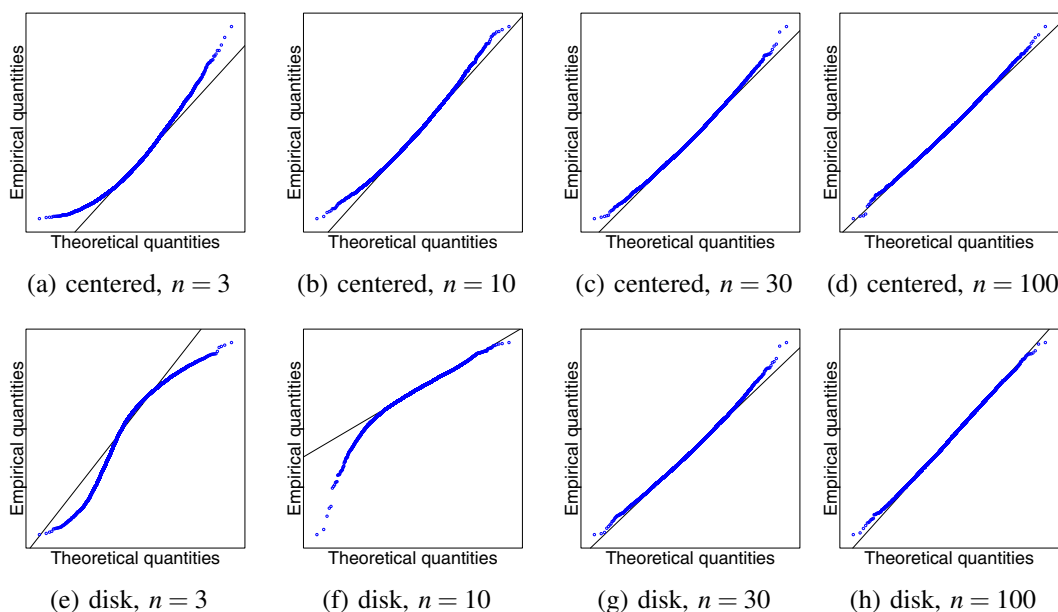 Empirical quantities
Empirical quantities
Empirical quantities
Empirical quantities
Theoretical quantities
Theoretical quantities
Theoretical quantities
Theoretical quantities
(a) centered, n = 3
(b) centered, n = 10
(c) centered, n = 30
(d) centered, n = 100
Empirical quantities
Empirical quantities
Empirical quantities
Empirical quantities
Theoretical quantities
Theoretical quantities
Theoretical quantities
Theoretical quantities
(e) disk, n = 3
(f) disk, n = 10
(g) disk, n = 30
(h) disk, n = 100